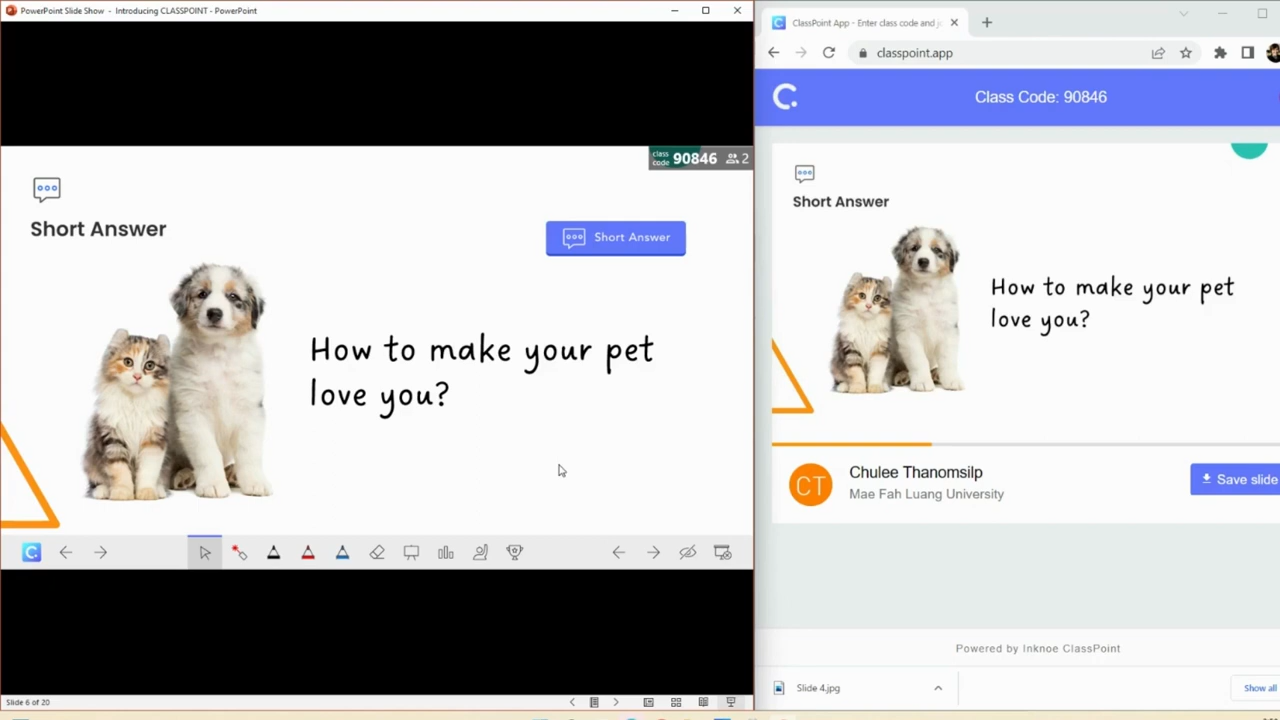 PowerPoint Slide Show - Introducing CLASSPOINT - PowerPoint
class
code 90846 2
Short Answer
Short Answer
How to make your pet
love you?
Slide 6 of 20
ClassPoint App - Enter class code and jo
classpoint.app
C. Class Code: 90846
Short Answer
How to make your pet
love you?
CT Chulee Thanomsilp
Mae Fah Luang University
Save slide
Powered by Inknoe ClassPoint
Slide 4.jpg
Show all